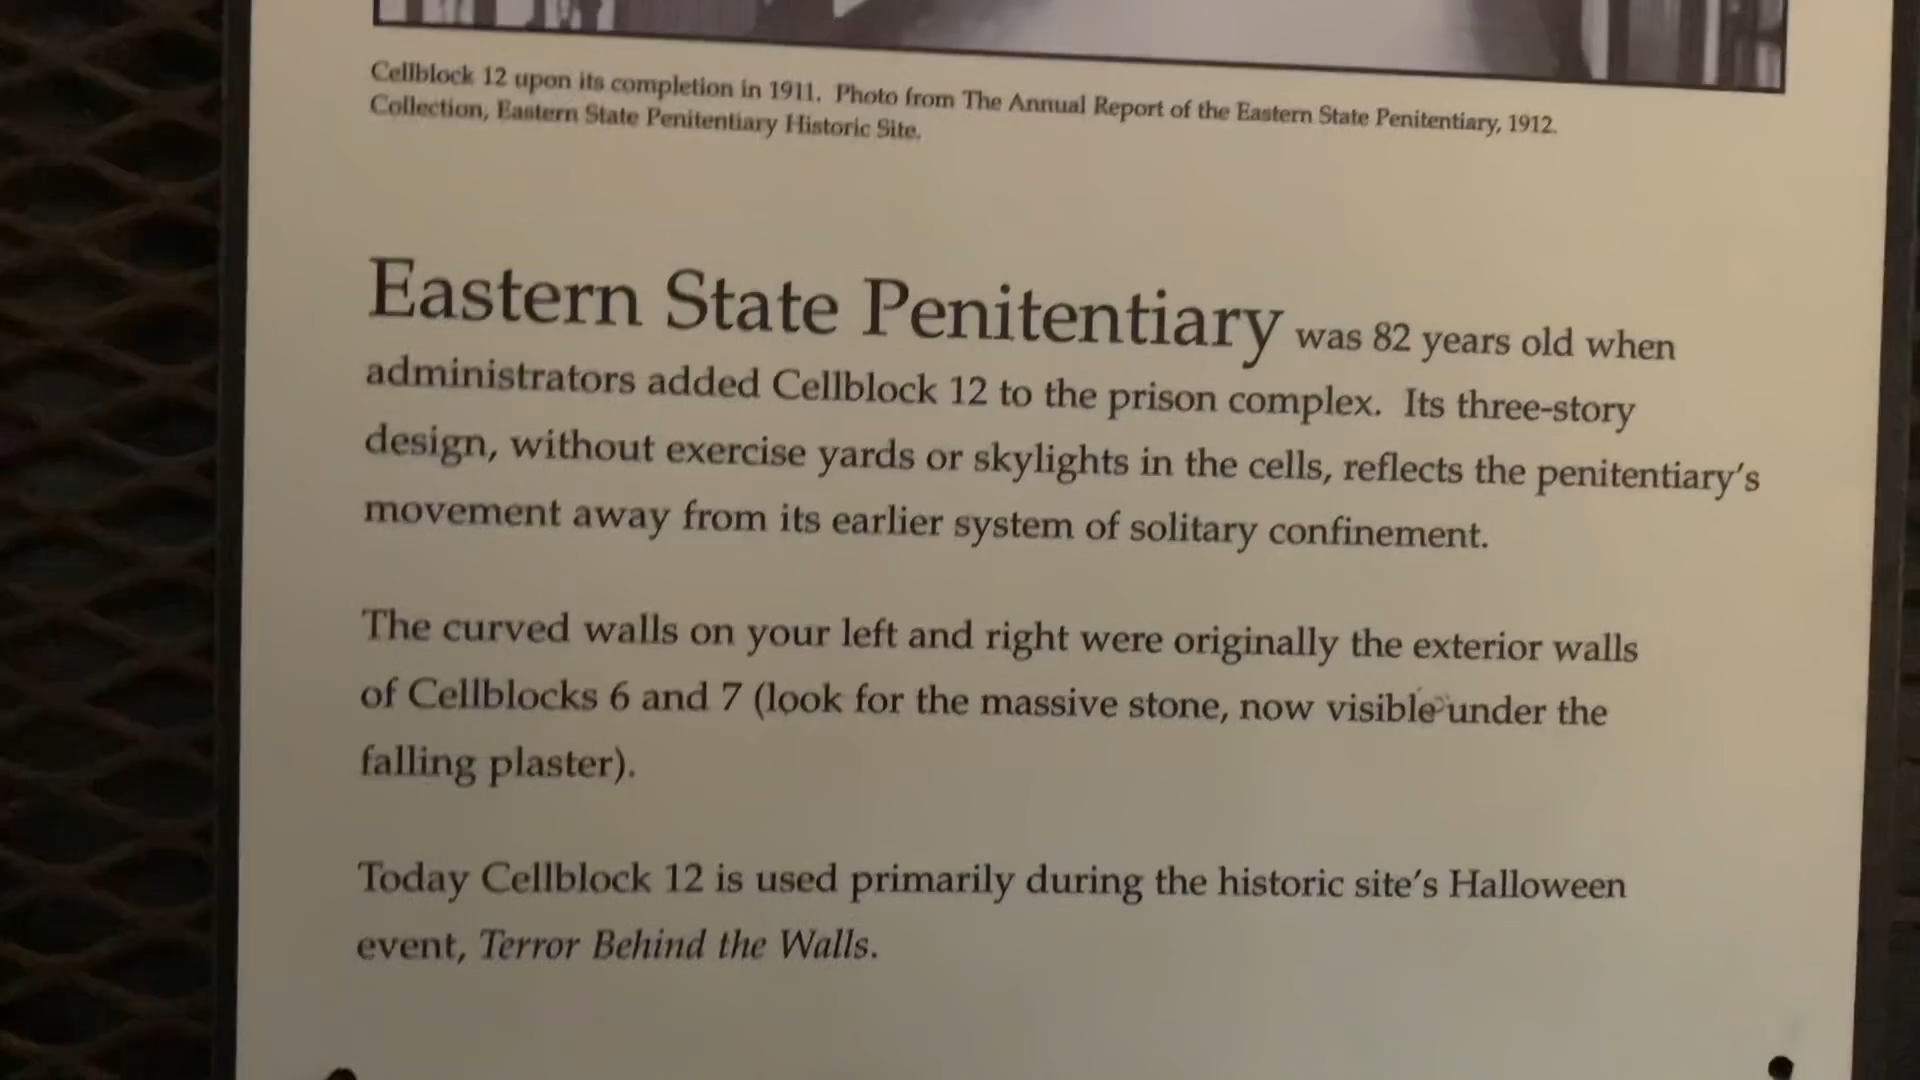 Cellblock 12 upon its completion in 1911. Photo from The Annual Report of the Eastern State Penitentiary, 1912.
Collection, Eastern State Penitentiary Historic Site.
Eastern State Penitentiary was 82 years old when
administrators added Cellblock 12 to the prison complex. Its three-story
design, without exercise yards or skylights in the cells, reflects the penitentiary's
movement away from its earlier system of solitary confinement.
The curved walls on your left and right were originally the exterior walls
of Cellblocks 6 and 7 (look for the massive stone, now visible under the
falling plaster).
Today Cellblock 12 is used primarily during the historic site's Halloween
event, Terror Behind the Walls.